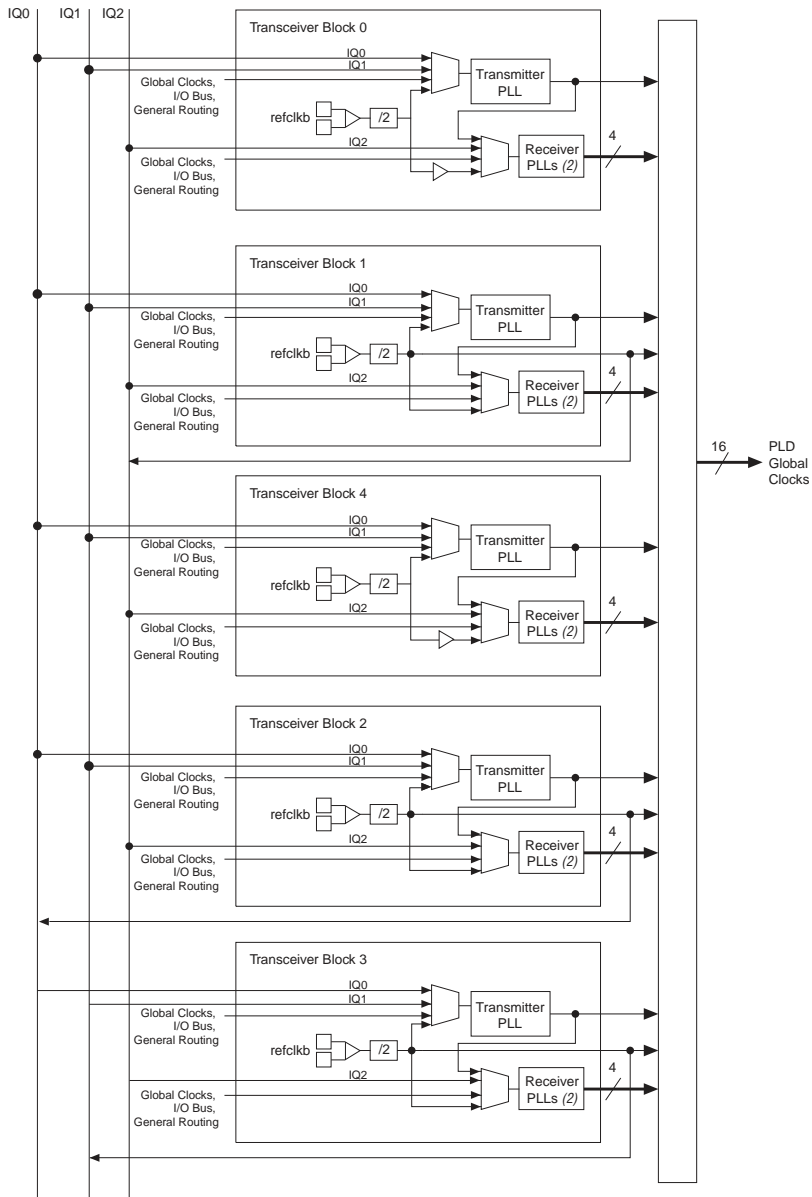 IQ0 IQ1 IQ2
Transceiver Block 0
IQ0
IQ1
Global Clocks,
I/O Bus,
General Routing
Transmitter
PLL
refclkb
/2
IQ2
Global Clocks,
I/O Bus,
General Routing
Receiver
PLLs (2)
4
Transceiver Block 1
IQ0
IQ1
Global Clocks,
I/O Bus,
General Routing
Transmitter
PLL
refclkb
/2
IQ2
Global Clocks,
I/O Bus,
General Routing
Receiver
PLLs (2)
4
16
PLD
Global
Clocks
Transceiver Block 4
IQ0
IQ1
Global Clocks,
I/O Bus,
General Routing
Transmitter
PLL
refclkb
/2
IQ2
Global Clocks,
I/O Bus,
General Routing
Receiver
PLLs (2)
4
Transceiver Block 2
IQ0
IQ1
Global Clocks,
I/O Bus,
General Routing
Transmitter
PLL
refclkb
/2
IQ2
Global Clocks,
I/O Bus,
General Routing
Receiver
PLLs (2)
4
Transceiver Block 3
IQ0
IQ1
Global Clocks,
I/O Bus,
General Routing
Transmitter
PLL
refclkb
/2
IQ2
Global Clocks,
I/O Bus,
General Routing
Receiver
PLLs (2)
4